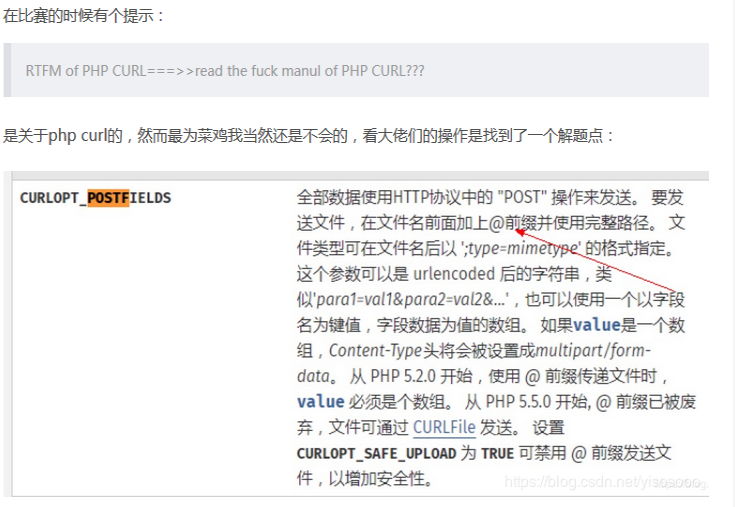 在比赛的时候有个提示：
RTFM of PHP CURL===>>read the fuck manul of PHP CURL???
是关于php curl的，然而最为菜鸡我当然还是不会的，看大佬们的操作是找到了一个解题点：
CURLOPT_POSTFIELDS
全部数据使用HTTP协议中的 "POST" 操作来发送。 要发
送文件，在文件名前面加上@前缀并使用完整路径。 文
件类型可在文件名后以 ';type=mimetype' 的格式指定。
这个参数可以是 urlencoded 后的字符串，类
似'para1=val1&para2=val2&...'，也可以使用一个以字段
名为键值，字段数据为值的数组。 如果value是一个数
组，Content-Type头将会被设置成multipart/form-
data。 从 PHP 5.2.0 开始，使用 @ 前缀传递文件时，
value 必须是个数组。 从 PHP 5.5.0 开始, @ 前缀已被废
弃，文件可通过 CURLFile 发送。 设置
CURLOPT_SAFE_UPLOAD 为 TRUE 可禁用 @ 前缀发送文
件，以增加安全性。